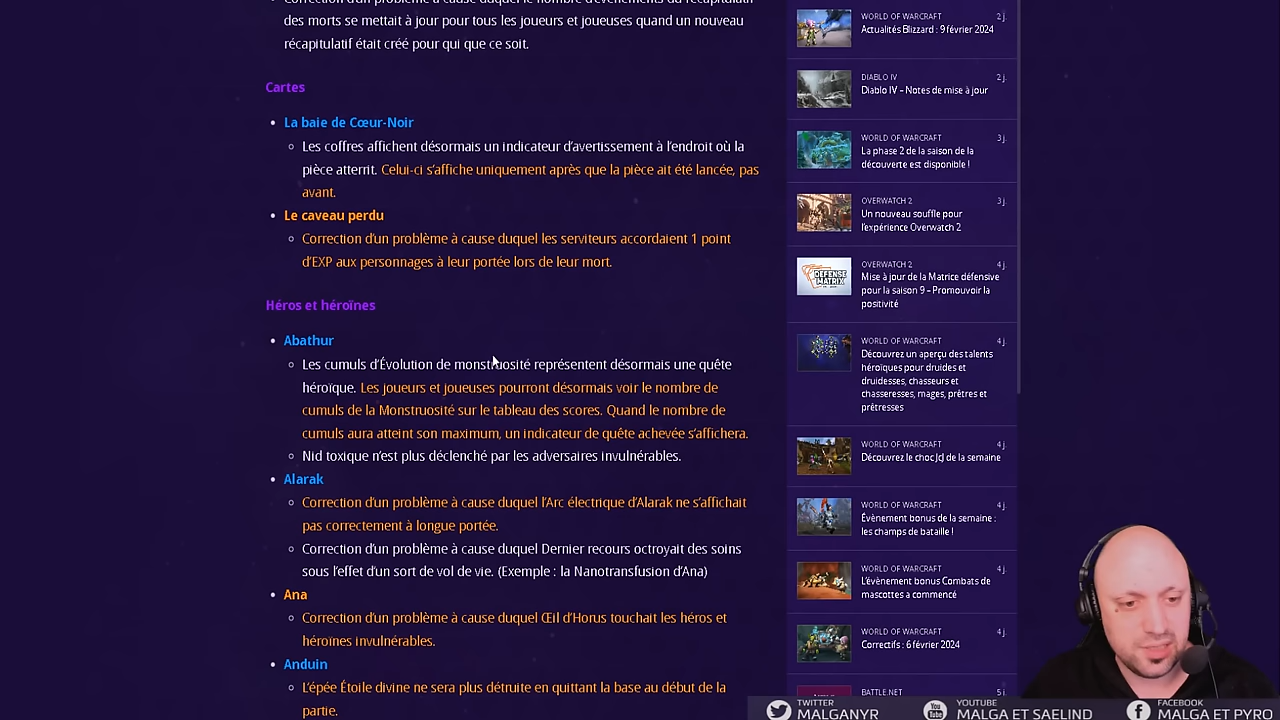 des morts se mettait à jour pour tous les joueurs et joueuses quand un nouveau
récapitulatif était créé pour qui que ce soit.
Cartes
• La baie de Cœur-Noir
Les coffres affichent désormais un indicateur d'avertissement à l'endroit où la
pièce atterrit. Celui-ci s'affiche uniquement après que la pièce ait été lancée, pas
avant.
• Le caveau perdu
Correction d'un problème à cause duquel les serviteurs accordaient 1 point
d'EXP aux personnages à leur portée lors de leur mort.
Héros et héroïnes
• Abathur
Les cumuls d'Évolution de monstruosité représentent désormais une quête
héroïque. Les joueurs et joueuses pourront désormais voir le nombre de
cumuls de la Monstruosité sur le tableau des scores. Quand le nombre de
cumuls aura atteint son maximum, un indicateur de quête achevée s'affichera.
Nid toxique n'est plus déclenché par les adversaires invulnérables.
• Alarak
Correction d'un problème à cause duquel l'Arc électrique d'Alarak ne s'affichait
pas correctement à longue portée.
Correction d'un problème à cause duquel Dernier recours octroyait des soins
sous l'effet d'un sort de vol de vie. (Exemple : la Nanotransfusion d'Ana)
• Ana
Correction d'un problème à cause duquel Œil d'Horus touchait les héros et
héroïnes invulnérables.
• Anduin
L'épée Étoile divine ne sera plus détruite en quittant la base au début de la
partie.
WORLD OF WARCRAFT 2 j.
Actualités Blizzard : 9 février 2024
DIABLO IV 2 j.
Diablo IV – Notes de mise à jour
WORLD OF WARCRAFT 3 j.
La phase 2 de la saison de la
découverte est disponible !
OVERWATCH 2 3 j.
Un nouveau souffle pour
l'expérience Overwatch 2
OVERWATCH 2 4 j.
Mise à jour de la Matrice défensive
pour la saison 9 – Promouvoir la
positivité
DEFENSE
MATRIX
WORLD OF WARCRAFT 4 j.
Découvrez un aperçu des talents
héroïques pour druides et
druidesses, chasseurs et
chasseresses, mages, prêtres et
prêtresses
WORLD OF WARCRAFT 4 j.
Découvrez le choc JcJ de la semaine
WORLD OF WARCRAFT 4 j.
Évènement bonus de la semaine :
les champs de bataille !
WORLD OF WARCRAFT 4 j.
L'évènement bonus Combats de
mascottes a commencé
WORLD OF WARCRAFT 4 j.
Correctifs : 6 février 2024
BATTLE.NET 5 j.
TWITTER
MALGANYR
You
Tube
YOUTUBE
MALGA ET SAELIND
FACEBOOK
MALGA ET PYRO